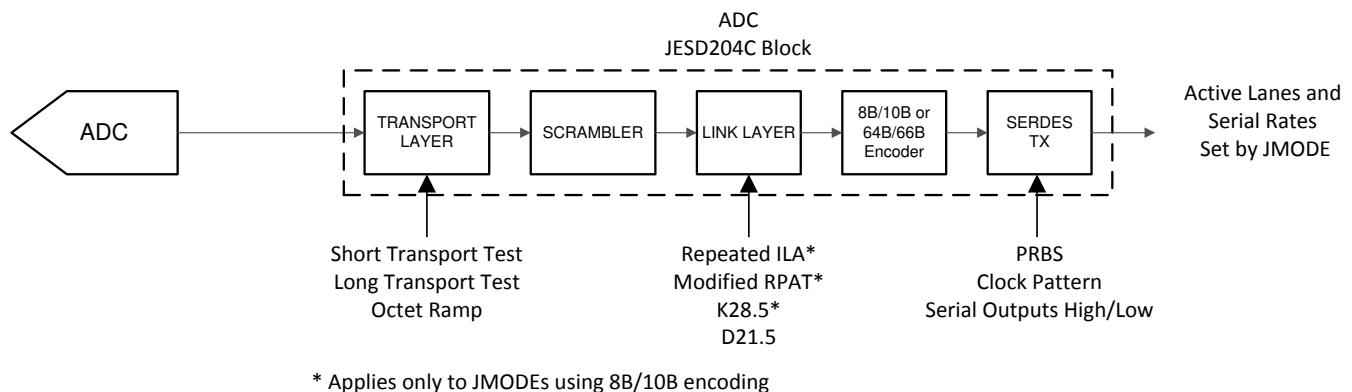 ADC
JESD204C Block
ADC
TRANSPORT
LAYER
SCRAMBLER
LINK LAYER
8B/10B or
64B/66B
Encoder
SERDES
TX
Active Lanes and
Serial Rates
Set by JMODE
Short Transport Test
Long Transport Test
Octet Ramp
Repeated ILA*
Modified RPAT*
K28.5*
D21.5
PRBS
Clock Pattern
Serial Outputs High/Low
* Applies only to JMODEs using 8B/10B encoding